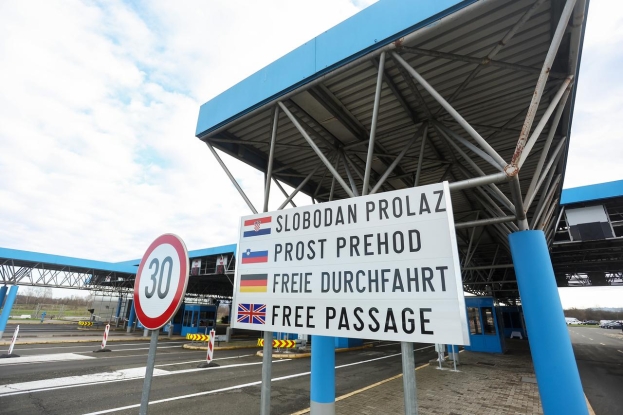 30
SLOBODAN PROLAZ
PROST PREHOD
FREIE DURCHFAHRT
FREE PASSAGE